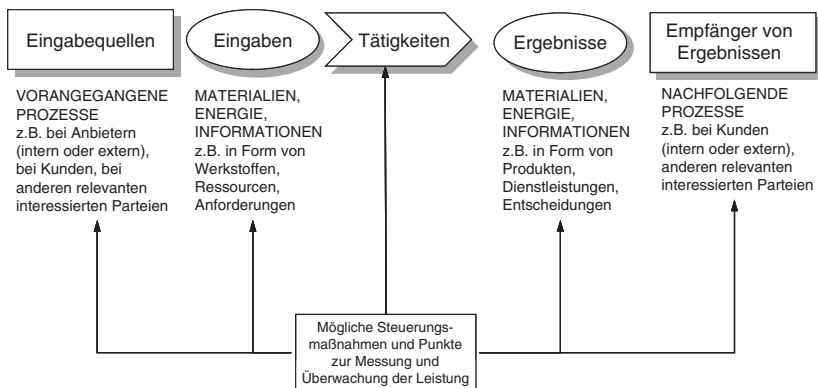 Eingabequellen
Eingaben
Tätigkeiten
Ergebnisse
Empfänger von
Ergebnissen
VORANGEGANGENE
PROZESSE
z.B. bei Anbietern
(intern oder extern),
bei Kunden, bei
anderen relevanten
interessierten Parteien
MATERIALIEN,
ENERGIE,
INFORMATIONEN
z.B. in Form von
Werkstoffen,
Ressourcen,
Anforderungen
MATERIALIEN,
ENERGIE,
INFORMATIONEN
z.B. in Form von
Produkten,
Dienstleistungen,
Entscheidungen
NACHFOLGENDE
PROZESSE
z.B. bei Kunden
(intern oder extern),
anderen relevanten
interessierten Parteien
Mögliche Steuerungs-
maßnahmen und Punkte
zur Messung und
Überwachung der Leistung